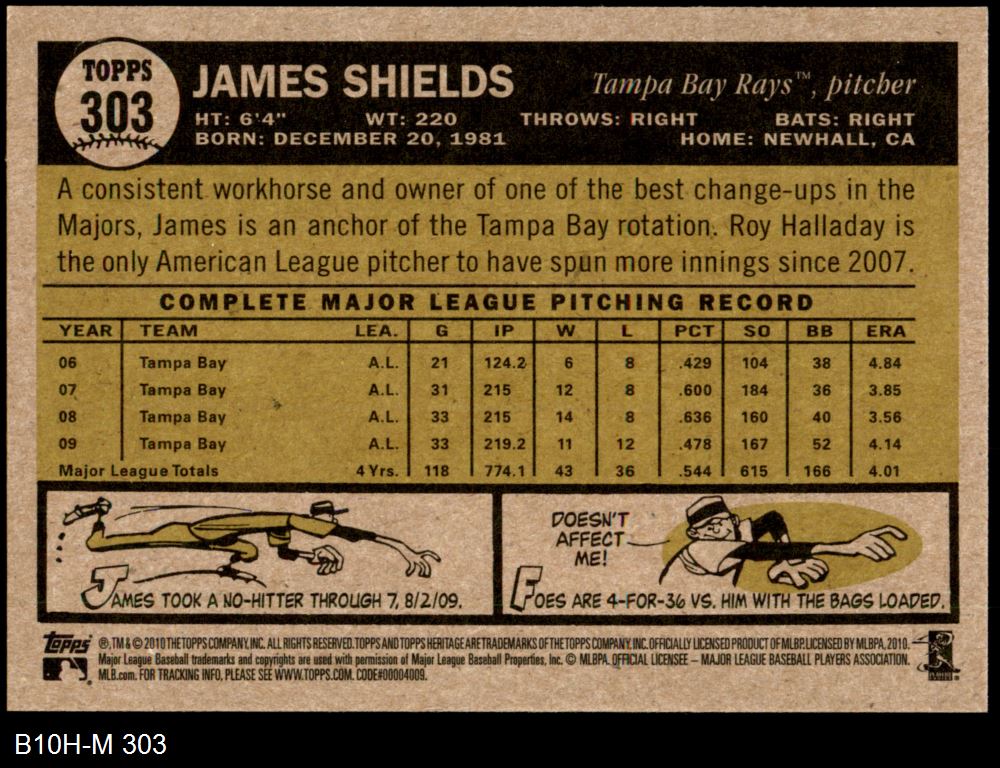 TOPPS
303
JAMES SHIELDS
Tampa Bay Rays™, pitcher
HT: 6'4" WT: 220 THROWS: RIGHT BATS: RIGHT
BORN: DECEMBER 20, 1981 HOME: NEWHALL, CA
A consistent workhorse and owner of one of the best change-ups in the
Majors, James is an anchor of the Tampa Bay rotation. Roy Halladay is
the only American League pitcher to have spun more innings since 2007.
COMPLETE MAJOR LEAGUE PITCHING RECORD
YEAR TEAM LEA. G IP W L PCT SO BB ERA
06 Tampa Bay A.L. 21 124.2 6 8 .429 104 38 4.84
07 Tampa Bay A.L. 31 215 12 8 .600 184 36 3.85
08 Tampa Bay A.L. 33 215 14 8 .636 160 40 3.56
09 Tampa Bay A.L. 33 219.2 11 12 .478 167 52 4.14
Major League Totals 4 Yrs. 118 774.1 43 36 .544 615 166 4.01
JAMES TOOK A NO-HITTER THROUGH 7, 8/2/09.
DOESN'T
AFFECT
ME!
FOES ARE 4-FOR-36 VS. HIM WITH THE BAGS LOADED.
Topps ®, TM & © 2010 THE TOPPS COMPANY, INC. ALL RIGHTS RESERVED. TOPPS AND TOPPS HERITAGE ARE TRADEMARKS OF THE TOPPS COMPANY, INC. OFFICIALLY LICENSED PRODUCT OF MLBP. LICENSED BY MLBPA, 2010.
Major League Baseball trademarks and copyrights are used with permission of Major League Baseball Properties, Inc. © MLBPA. OFFICIAL LICENSEE – MAJOR LEAGUE BASEBALL PLAYERS ASSOCIATION.
MLB.com. FOR TRACKING INFO, PLEASE SEE WWW.TOPPS.COM. CODE#00004009.
B10H-M 303